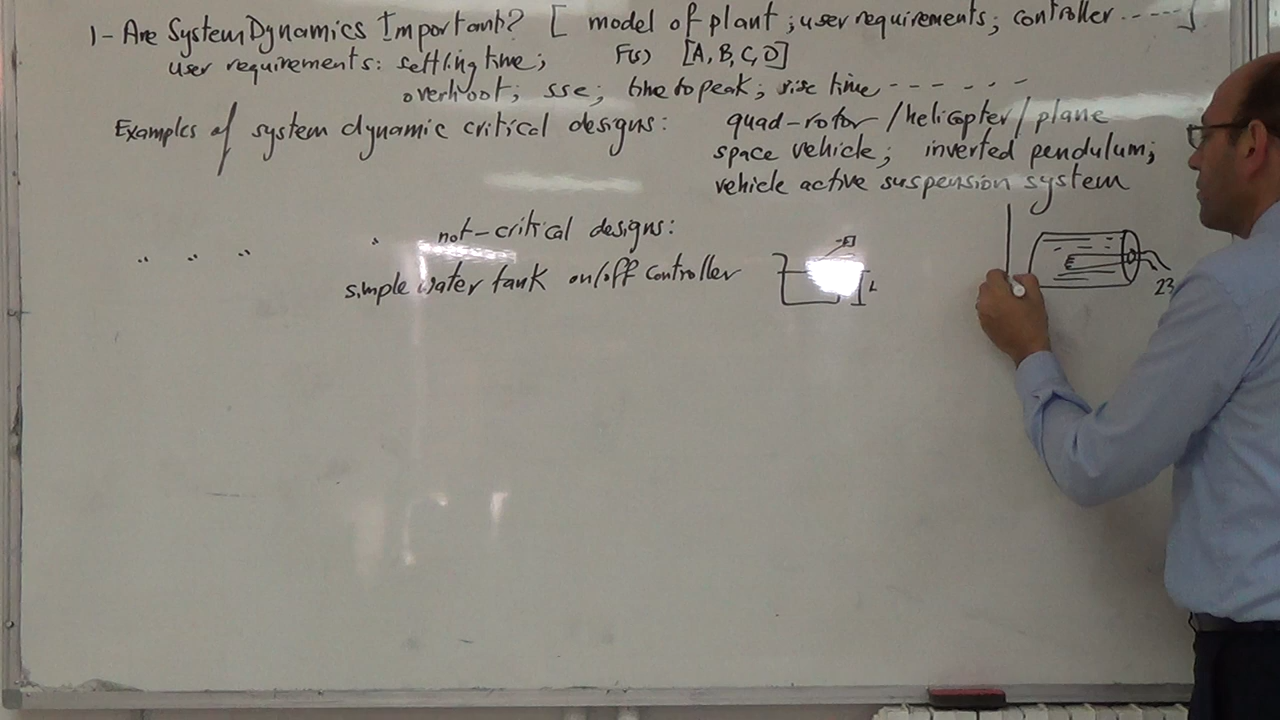 1- Are System Dynamics Important? [ model of plant ; user requirements ; controller ------ ]
user requirements: settling time ; F(s) [A, B, C, D]
overhoot ; sse ; time to peak ; rise time - - - - - - -
Examples of system dynamic critical designs: quad-rotor / helicopter / plane
space vehicle ; inverted pendulum ;
vehicle active suspension system
" " " " not-critical designs:
simple water tank on/off controller
L
23